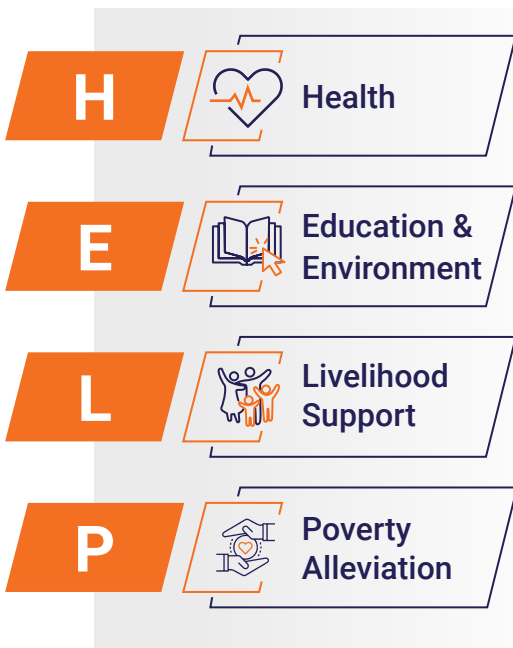 H
Health
E
Education &
Environment
L
Livelihood
Support
P
Poverty
Alleviation